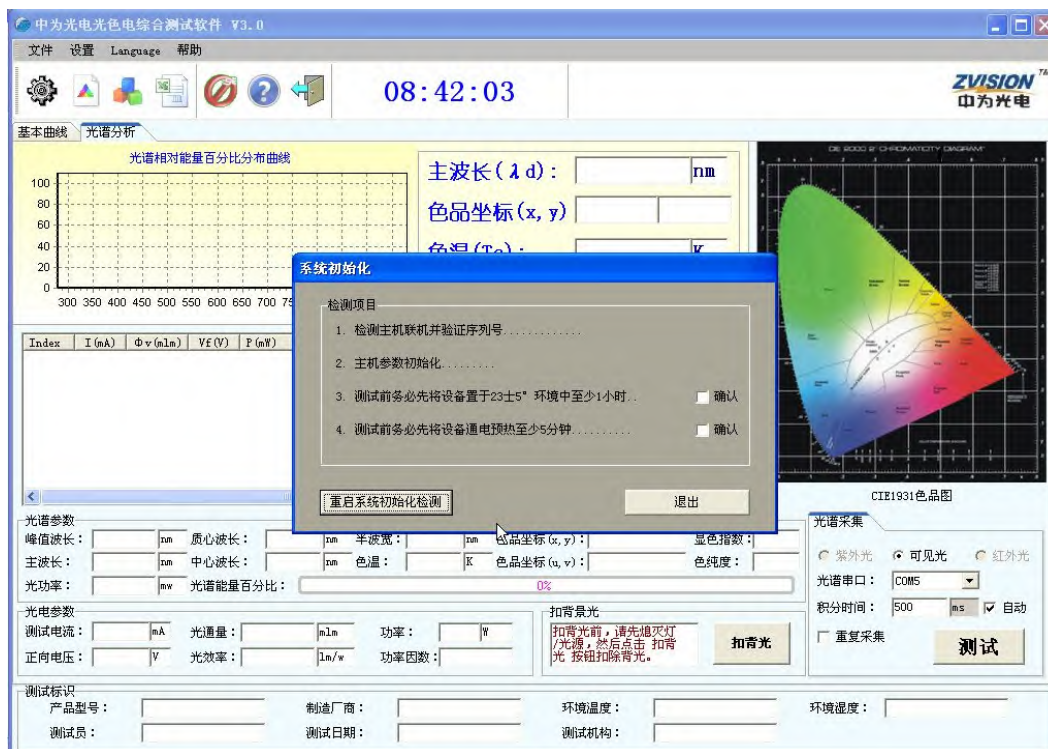 中为光电光色电综合测试软件 V3.0
文件 设置 Language 帮助
08:42:03
ZVISION TM
中为光电
基本曲线 光谱分析
光谱相对能量百分比分布曲线
100
80
60
40
20
0
300 350 400 450 500 550 600 650 700
主波长(λd): nm
色品坐标(x,y)
色温(Tc): K
CIE1931色品图
Index I(mA) Φv(mlm) Vf(V) P(mW)
系统初始化
检测项目
1. 检测主机联机并验证序列号.............
2. 主机参数初始化.........
3. 测试前务必先将设备置于23士5°环境中至少1小时.. 确认
4. 测试前务必先将设备通电预热至少5分钟.......... 确认
重启系统初始化检测 退出
光谱参数
峰值波长: nm 质心波长: nm 半波宽: nm 色品坐标(x,y): 显色指数:
主波长: nm 中心波长: nm 色温: K 色品坐标(u,v): 色纯度:
光功率: mw 光谱能量百分比: 0%
光电参数
测试电流: mA 光通量: mlm 功率: W
正向电压: V 光效率: lm/w 功率因数:
扣背景光
扣背光前，请先熄灭灯
/光源，然后点击 扣背
光 按钮扣除背光。
扣背光
光谱采集
紫外光 可见光 红外光
光谱串口: COM5
积分时间: 500 ms 自动
重复采集 测试
测试标识
产品型号: 制造厂商: 环境温度: 环境湿度:
测试员: 测试日期: 测试机构: